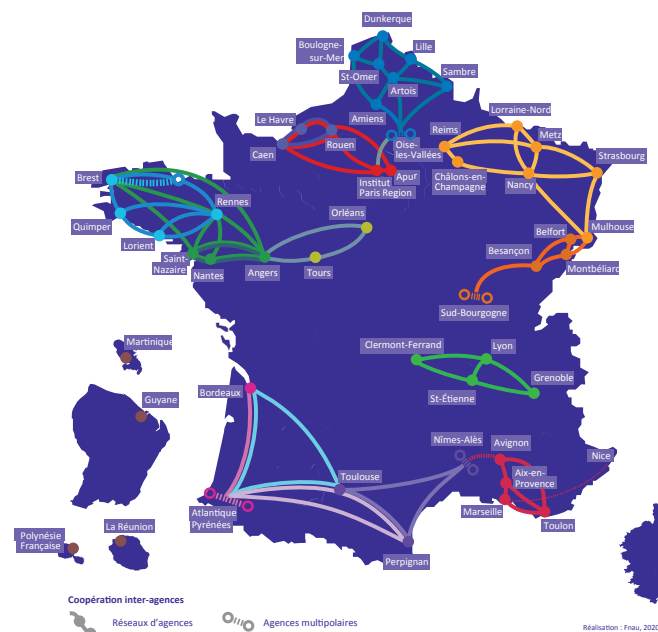 Dunkerque
Boulogne-
sur-Mer
Lille
St-Omer
Sambre
Artois
Amiens
Le Havre
Rouen
Caen
Oise-
les-Vallées
Institut
Paris Region
Apur
Lorraine-Nord
Reims
Metz
Strasbourg
Châlons-en-
Champagne
Nancy
Brest
Rennes
Quimper
Lorient
Saint-
Nazaire
Nantes
Angers
Orléans
Tours
Mulhouse
Belfort
Besançon
Montbéliard
Sud-Bourgogne
Martinique
Guyane
Clermont-Ferrand
Lyon
Grenoble
St-Étienne
Bordeaux
Nîmes-Alès
Avignon
Nice
Aix-en-
Provence
Toulouse
Marseille
Toulon
Atlantique
Pyrénées
Perpignan
La Réunion
Polynésie
Française
Coopération inter-agences
Réseaux d'agences
Agences multipolaires
Réalisation : Fnau, 2020